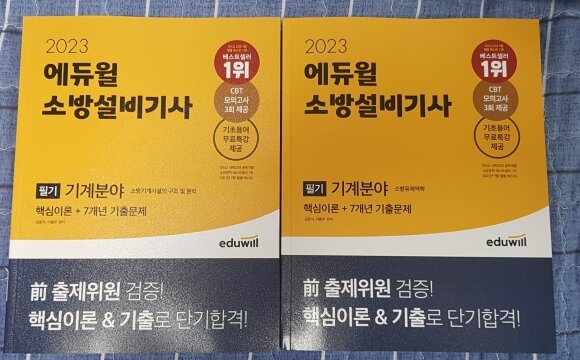 2023
에듀윌
소방설비기사
베스트셀러
1위
CBT
모의고사
3회 제공
기초용어
무료특강
제공
필기 기계분야 소방기계시설의 구조 및 원리
핵심이론 + 7개년 기출문제
eduwill
前 출제위원 검증!
핵심이론 & 기출로 단기합격!
2023
에듀윌
소방설비기사
베스트셀러
1위
CBT
모의고사
3회 제공
기초용어
무료특강
제공
필기 기계분야 소방유체역학
핵심이론 + 7개년 기출문제
eduwill
前 출제위원 검증!
핵심이론 & 기출로 단기합격!